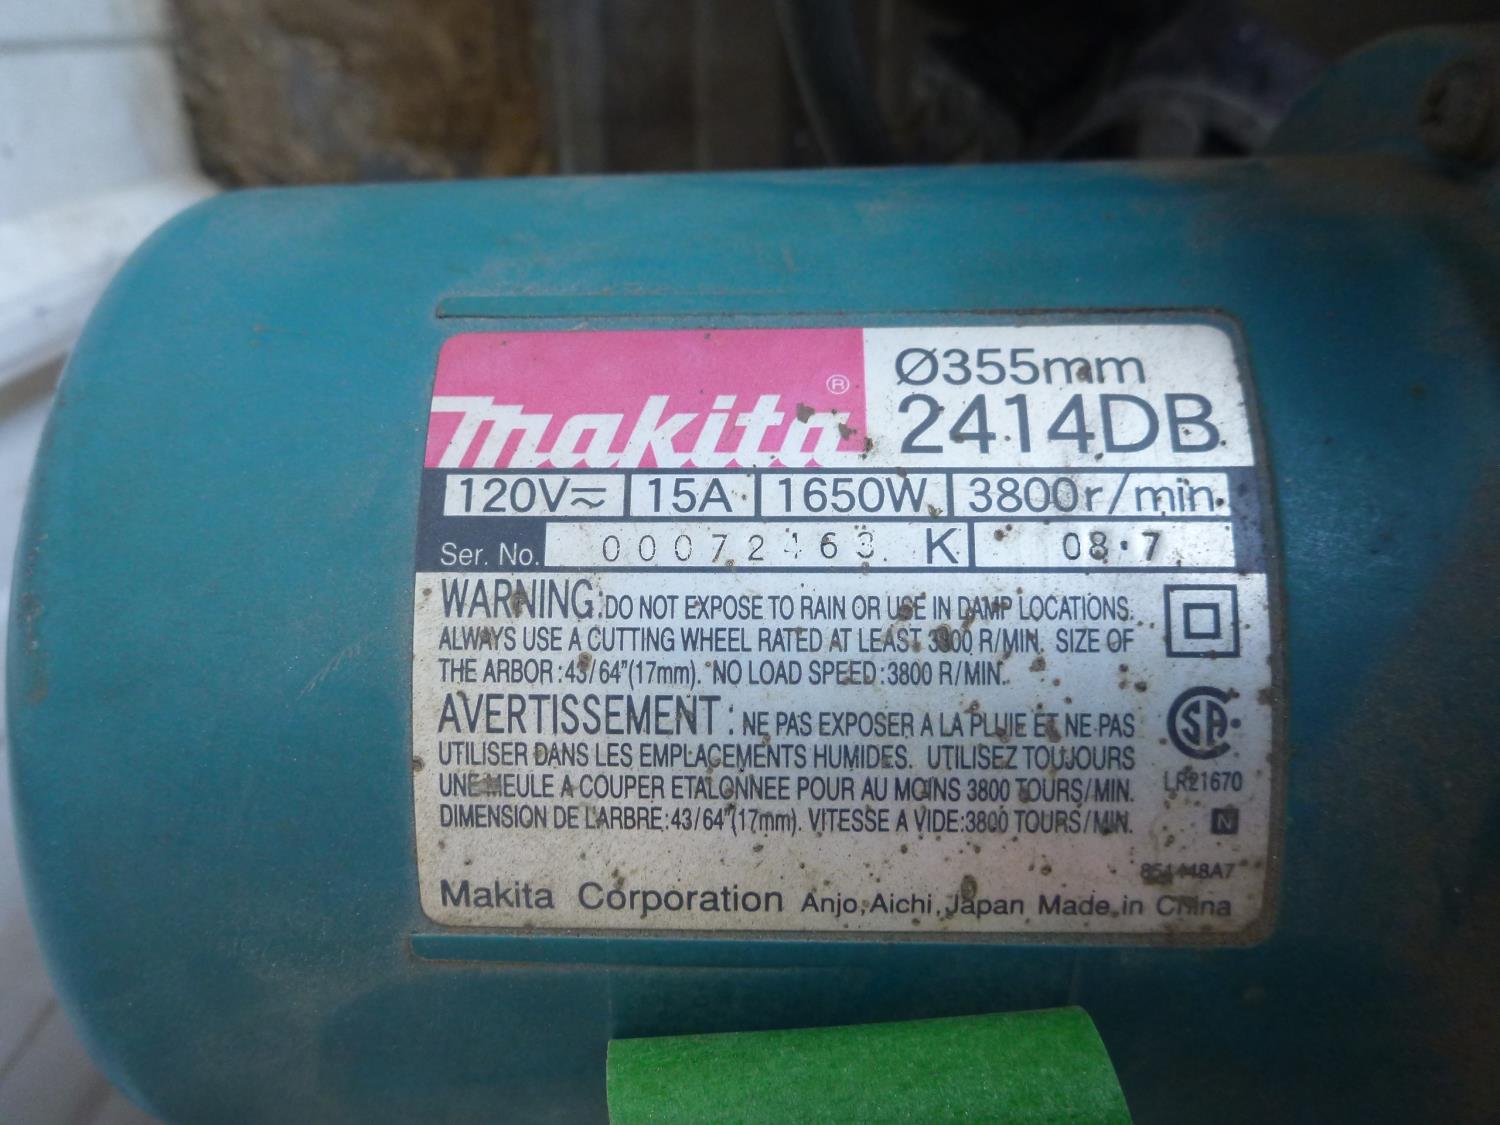 Ø355mm
makita® 2414DB
120V⎓~ 15A 1650W 3800r/min
Ser. No. 00072463 K 08·7
WARNING: DO NOT EXPOSE TO RAIN OR USE IN DAMP LOCATIONS.
ALWAYS USE A CUTTING WHEEL RATED AT LEAST 3800 R/MIN. SIZE OF
THE ARBOR: 43/64"(17mm). NO LOAD SPEED: 3800 R/MIN.
AVERTISSEMENT: NE PAS EXPOSER A LA PLUIE ET NE PAS
UTILISER DANS LES EMPLACEMENTS HUMIDES. UTILISEZ TOUJOURS
UNE MEULE A COUPER ETALONNEE POUR AU MOINS 3800 TOURS/MIN.
DIMENSION DE L'ARBRE: 43/64"(17mm). VITESSE A VIDE: 3800 TOURS/MIN.
SA
LR21670
N
Makita Corporation Anjo, Aichi, Japan Made in China